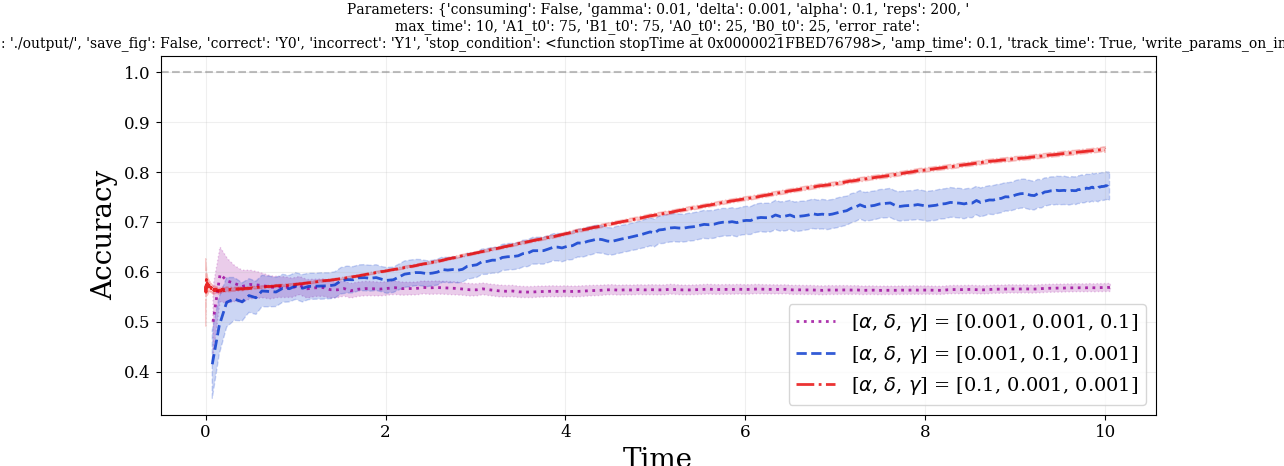 Parameters: {'consuming': False, 'gamma': 0.01, 'delta': 0.001, 'alpha': 0.1, 'reps': 200, '
max_time': 10, 'A1_t0': 75, 'B1_t0': 75, 'A0_t0': 25, 'B0_t0': 25, 'error_rate':
: './output/', 'save_fig': False, 'correct': 'Y0', 'incorrect': 'Y1', 'stop_condition': <function stopTime at 0x0000021FBED76798>, 'amp_time': 0.1, 'track_time': True, 'write_params_on_in
1.0
0.9
0.8
0.7
0.6
0.5
0.4
Accuracy
[α, δ, γ] = [0.001, 0.001, 0.1]
[α, δ, γ] = [0.001, 0.1, 0.001]
[α, δ, γ] = [0.1, 0.001, 0.001]
0 2 4 6 8 10
Time